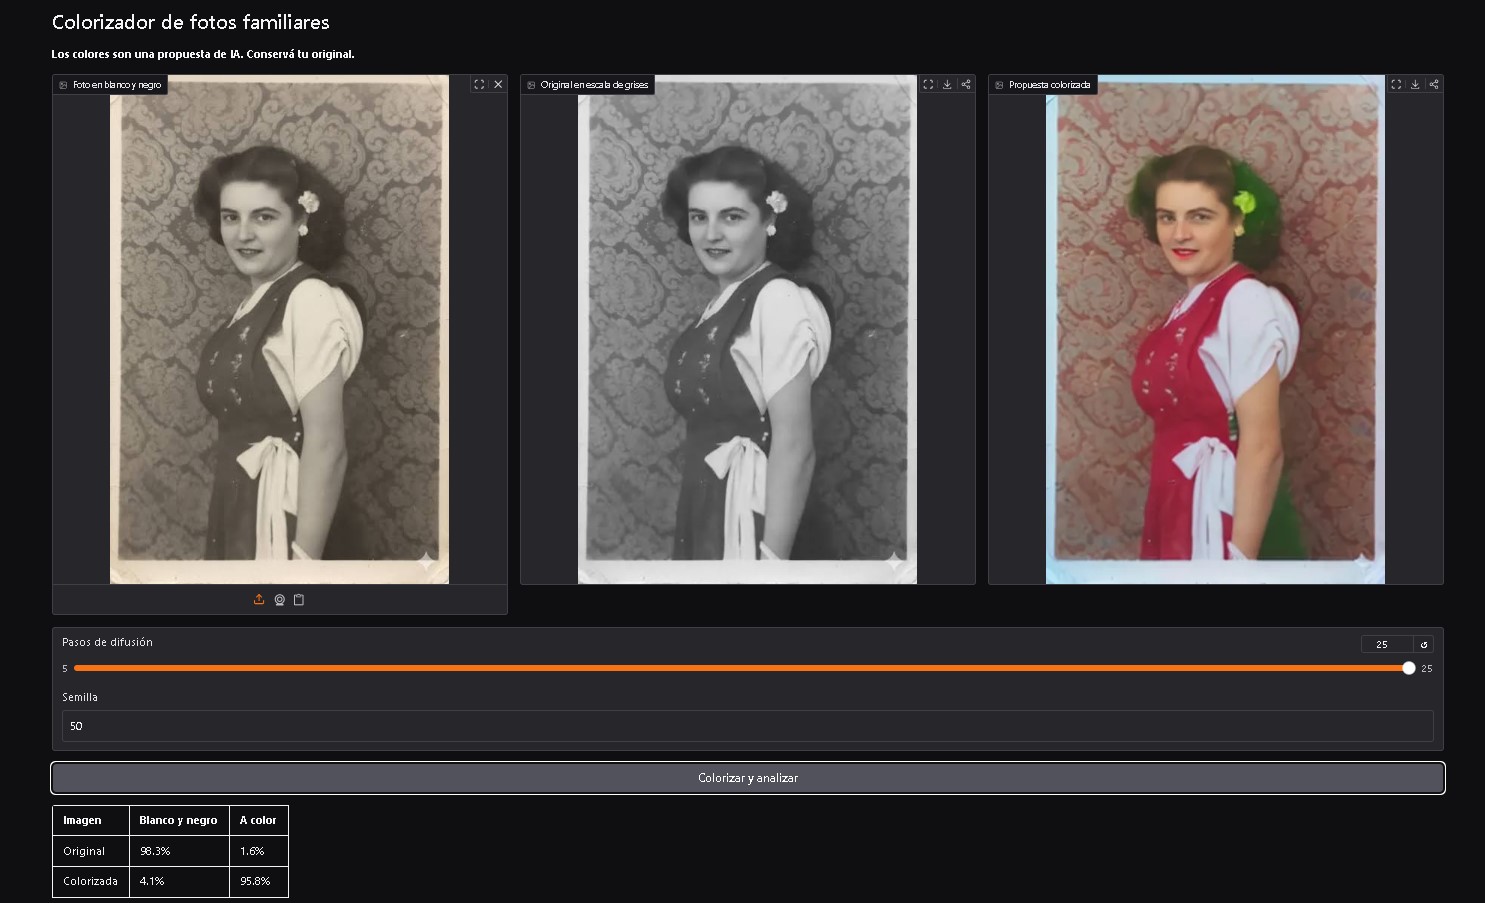 Colorizador de fotos familiares
Los colores son una propuesta de IA. Conservá tu original.
Foto en blanco y negro
Original en escala de grises
Propuesta colorizada
Pasos de difusión
25
5
25
Semilla
50
Colorizar y analizar
Imagen Blanco y negro A color
Original 98.3% 1.6%
Colorizada 4.1% 95.8%